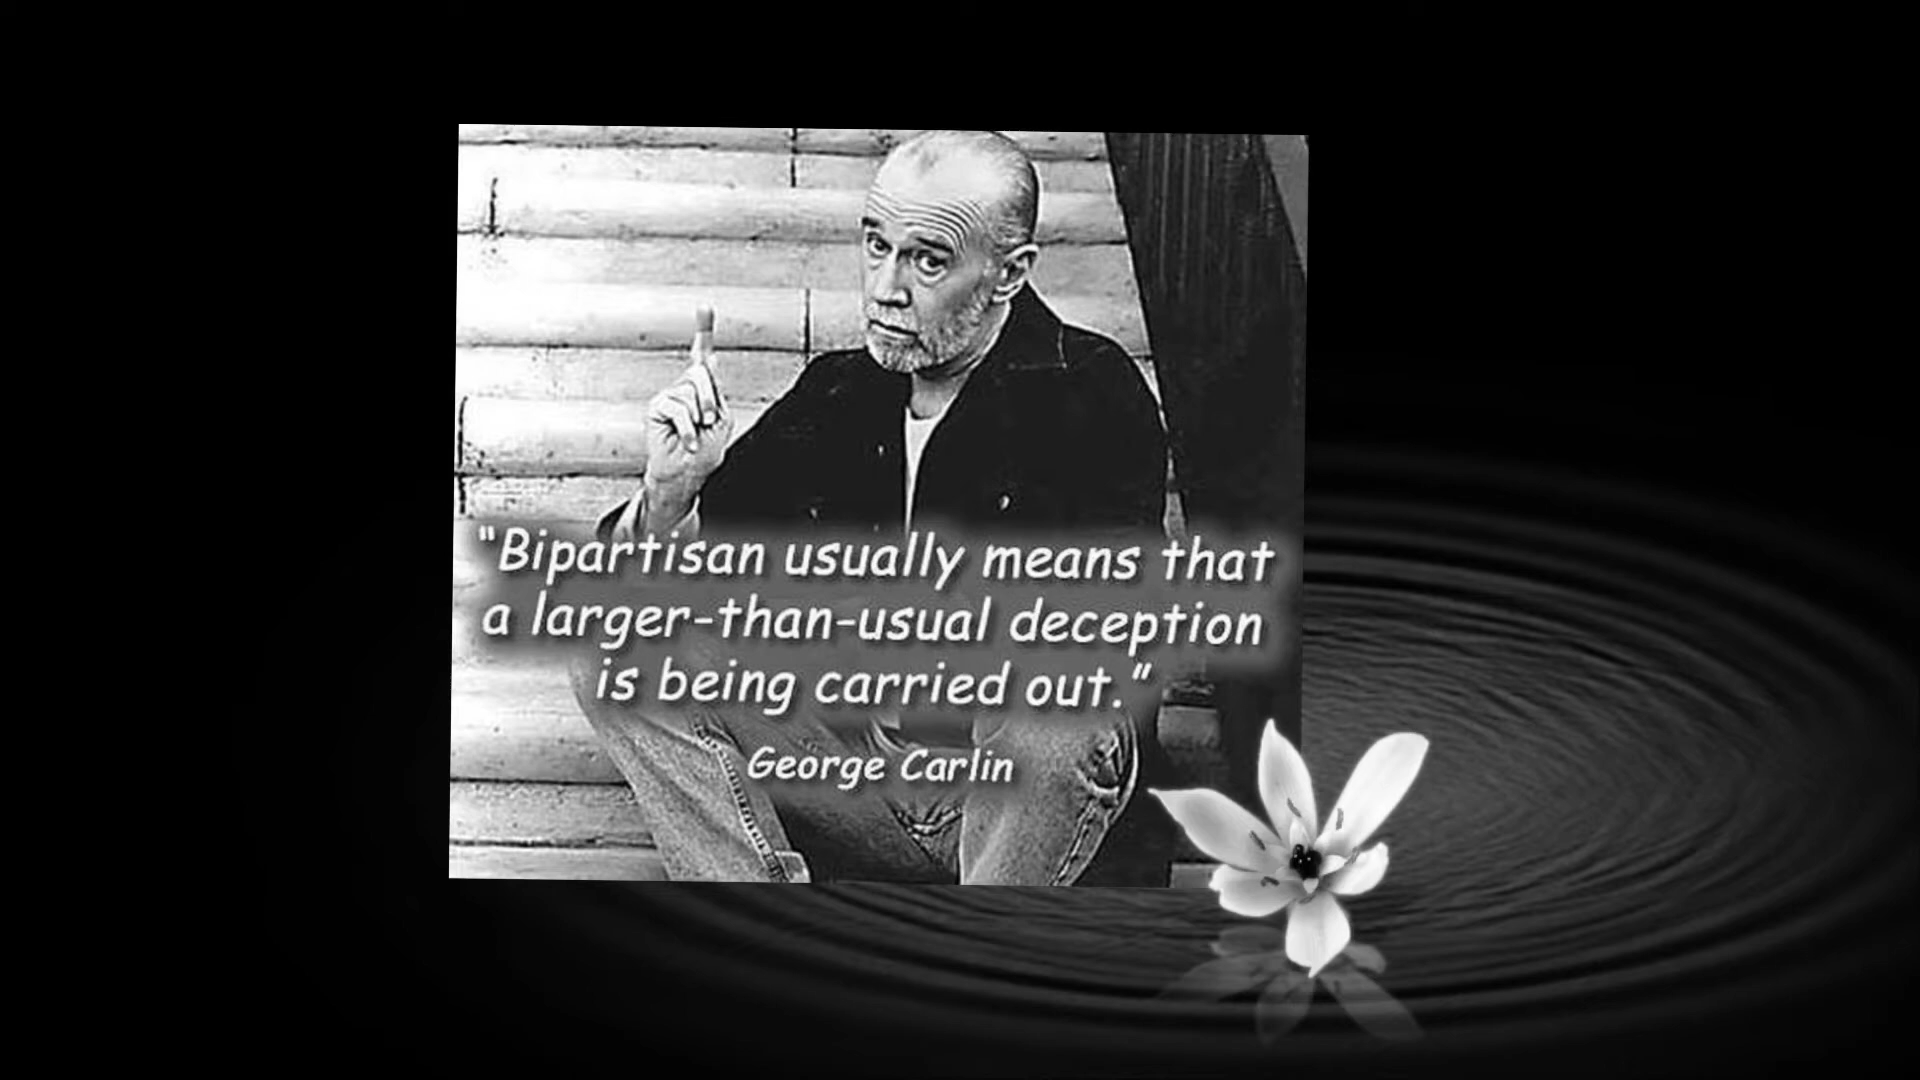 “Bipartisan usually means that
a larger-than-usual deception
is being carried out.”
George Carlin